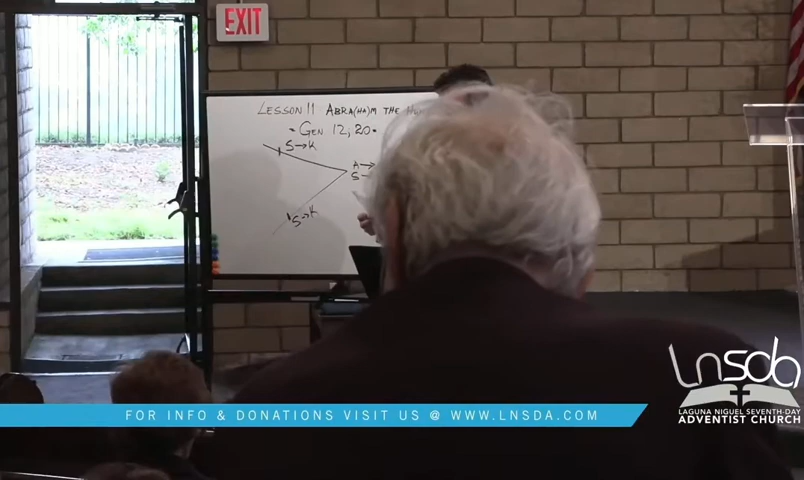 EXIT
LESSON 11 ABRA(HA)M THE
• GEN 12, 20 •
S→K
A→
S→K
LNSDA
LAGUNA NIGUEL SEVENTH-DAY
ADVENTIST CHURCH
FOR INFO & DONATIONS VISIT US @ WWW.LNSDA.COM